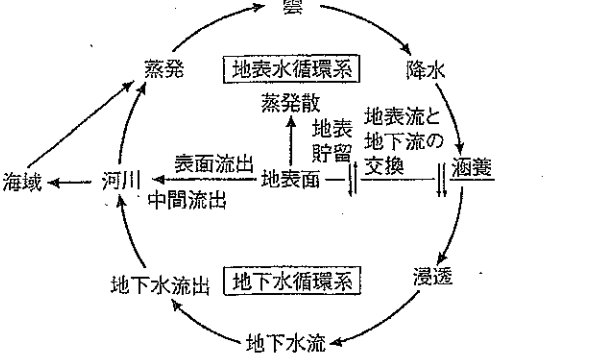 雲
蒸発
地表水循環系
降水
蒸発散
地表
貯留
地表流と
地下流の
交換
表面流出
海域
河川
地表面
涵養
中間流出
地下水流出
地下水循環系
浸透
地下水流